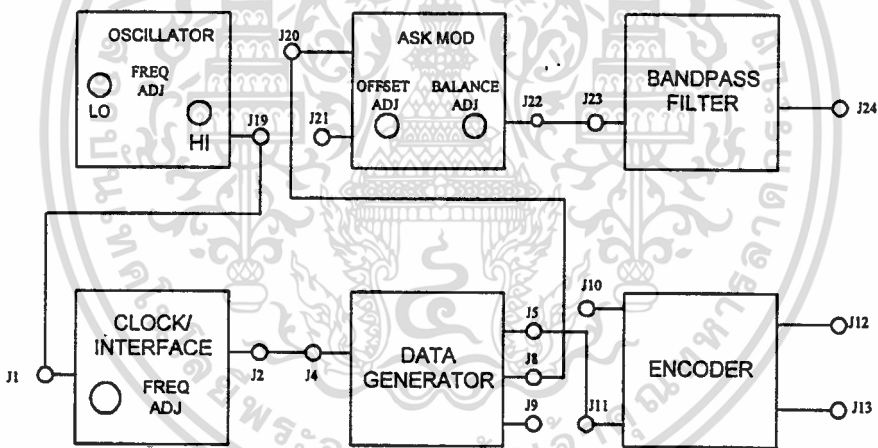 OSCILLATOR
FREQ
ADJ
LO
HI
J19
J20
J21
ASK MOD
OFFSET
ADJ
BALANCE
ADJ
J22
J23
BANDPASS
FILTER
J24
J1
CLOCK/
INTERFACE
FREQ
ADJ
J2
J4
DATA
GENERATOR
J5
J8
J9
J10
J11
ENCODER
J12
J13